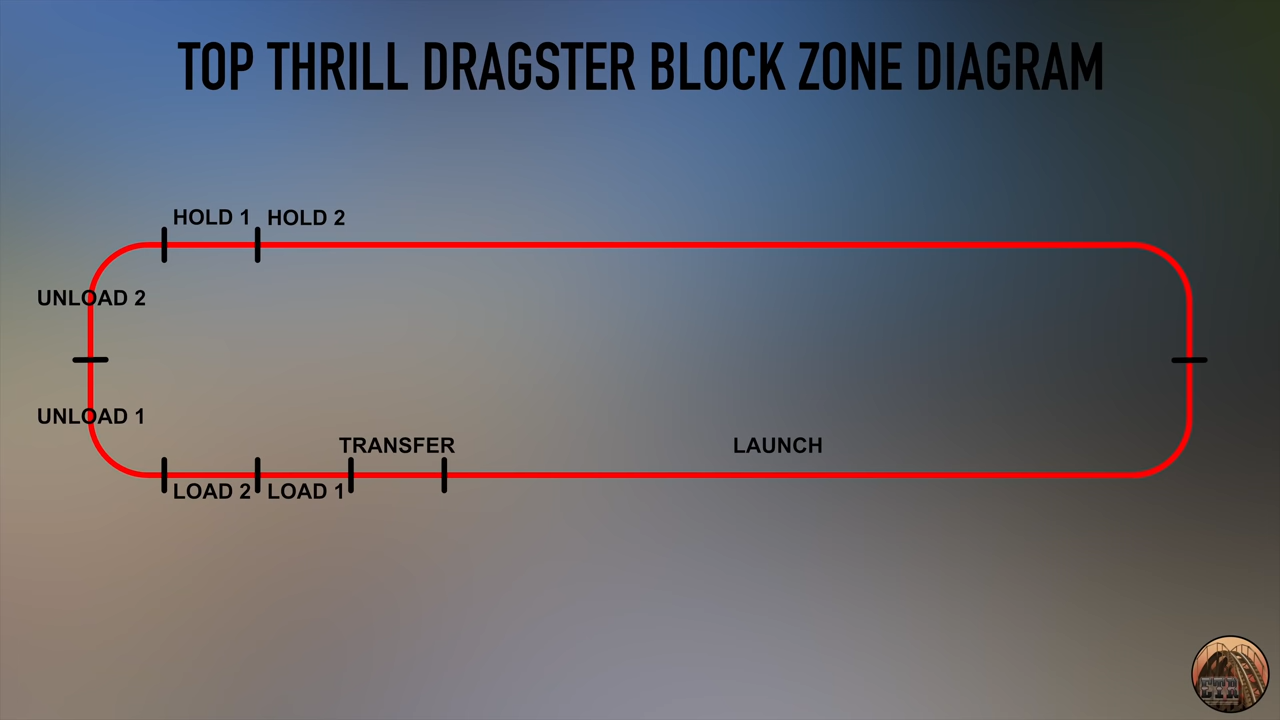 TOP THRILL DRAGSTER BLOCK ZONE DIAGRAM
HOLD 1 HOLD 2
UNLOAD 2
UNLOAD 1
TRANSFER LAUNCH
LOAD 2 LOAD 1
ETR